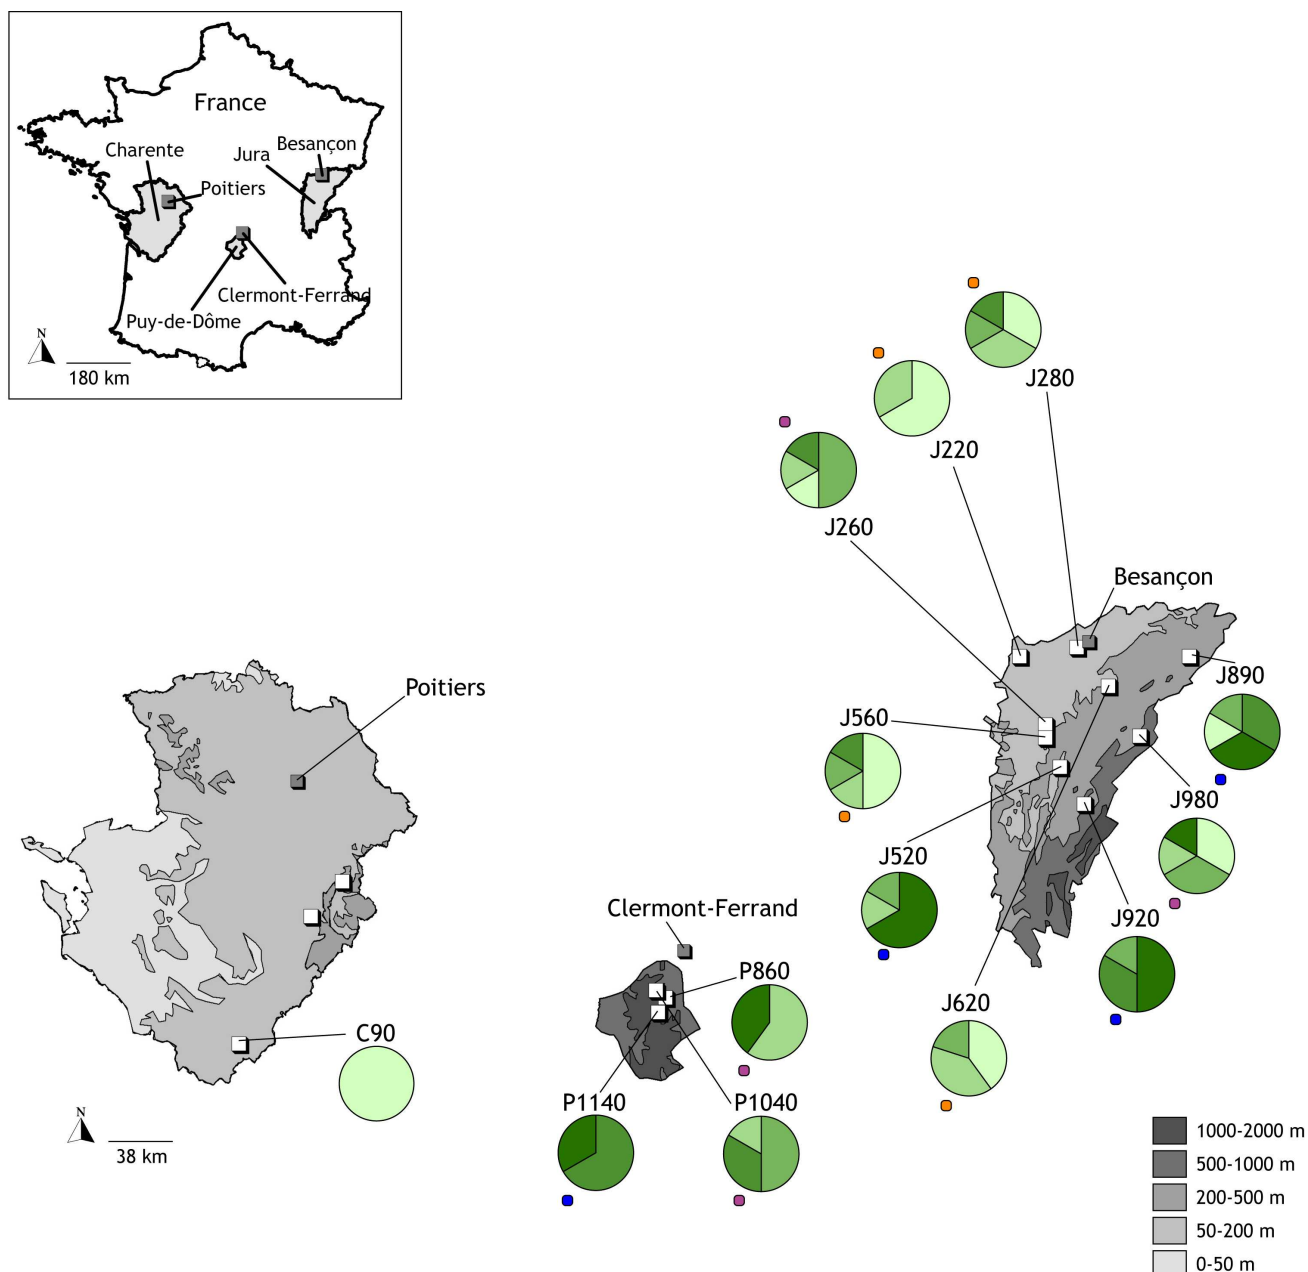 France
Charente
Jura
Besançon
Poitiers
Clermont-Ferrand
Puy-de-Dôme
N
180 km
J280
J220
J260
Besançon
J890
Poitiers
J560
J980
J520
Clermont-Ferrand
J920
P860
J620
C90
P1140
P1040
N
38 km
1000-2000 m
500-1000 m
200-500 m
50-200 m
0-50 m